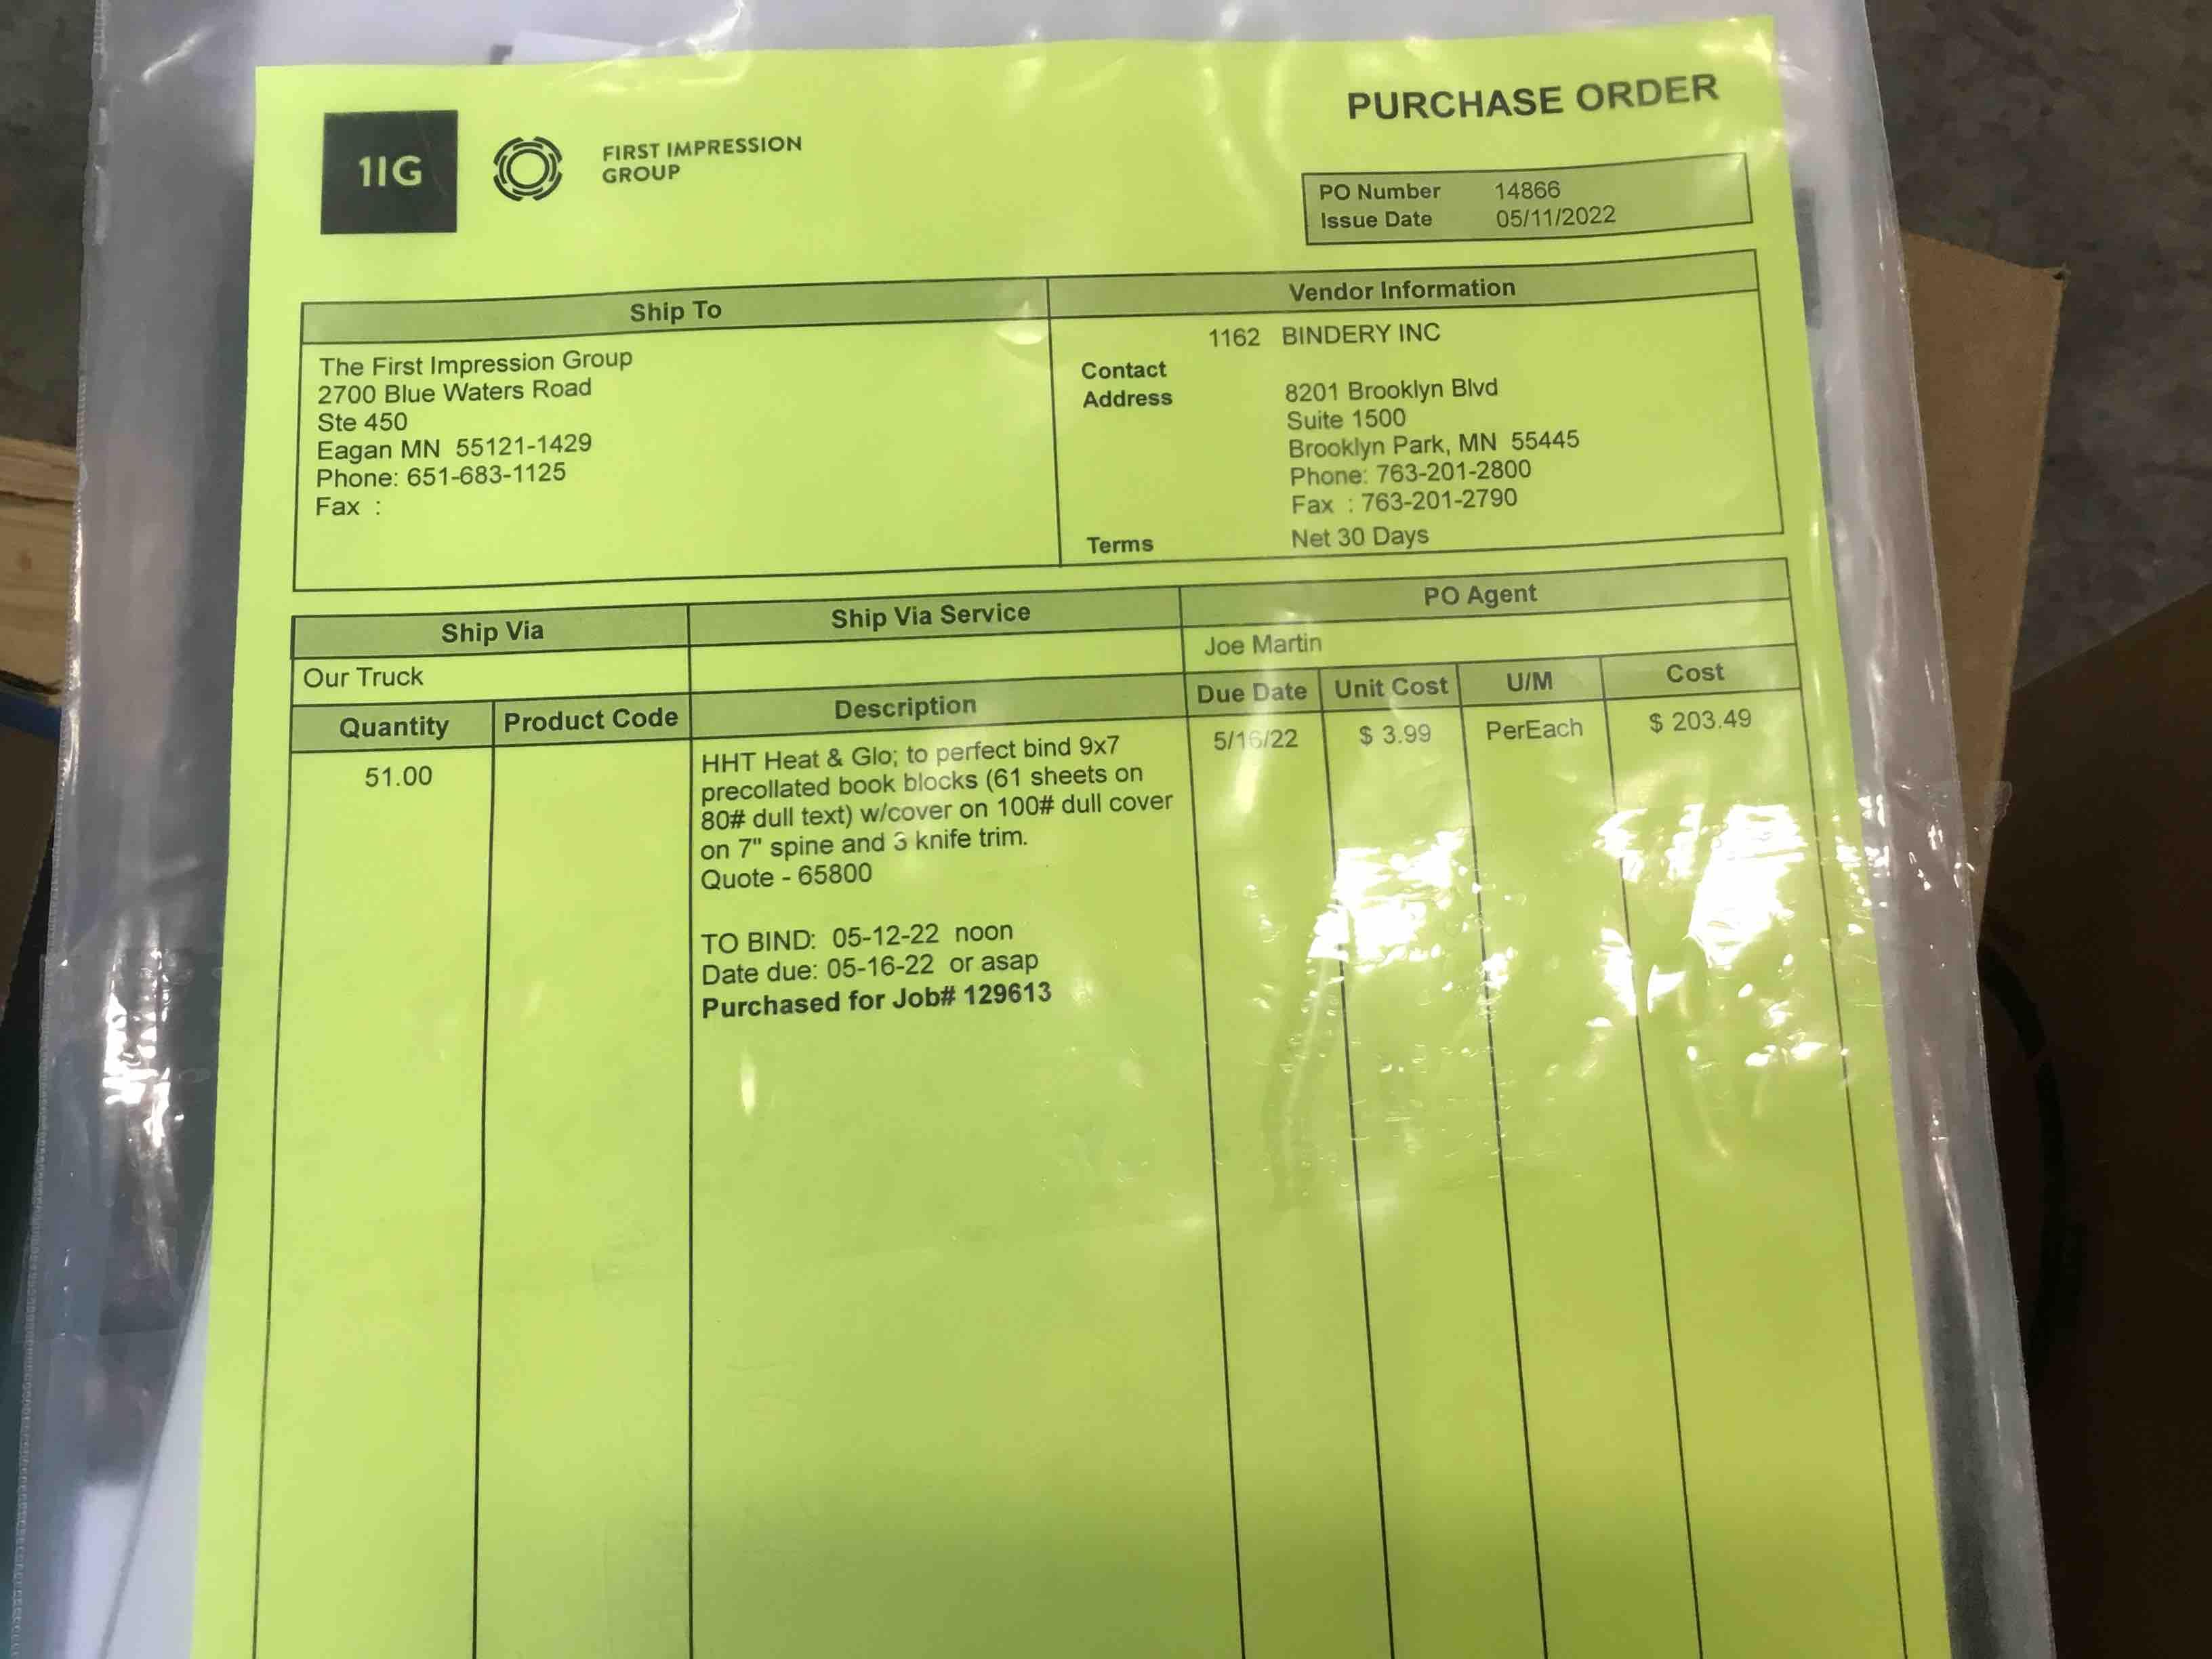 1IG
FIRST IMPRESSION
GROUP
PURCHASE ORDER
PO Number 14866
Issue Date 05/11/2022
Ship To
The First Impression Group
2700 Blue Waters Road
Ste 450
Eagan MN 55121-1429
Phone: 651-683-1125
Fax :
Vendor Information
1162 BINDERY INC
Contact
Address 8201 Brooklyn Blvd
Suite 1500
Brooklyn Park, MN 55445
Phone: 763-201-2800
Fax : 763-201-2790
Terms Net 30 Days
Ship Via Ship Via Service PO Agent
Our Truck Joe Martin
Quantity Product Code Description Due Date Unit Cost U/M Cost
51.00 HHT Heat & Glo; to perfect bind 9x7 5/16/22 $ 3.99 PerEach $ 203.49
precollated book blocks (61 sheets on
80# dull text) w/cover on 100# dull cover
on 7" spine and 3 knife trim.
Quote - 65800
TO BIND: 05-12-22 noon
Date due: 05-16-22 or asap
Purchased for Job# 129613